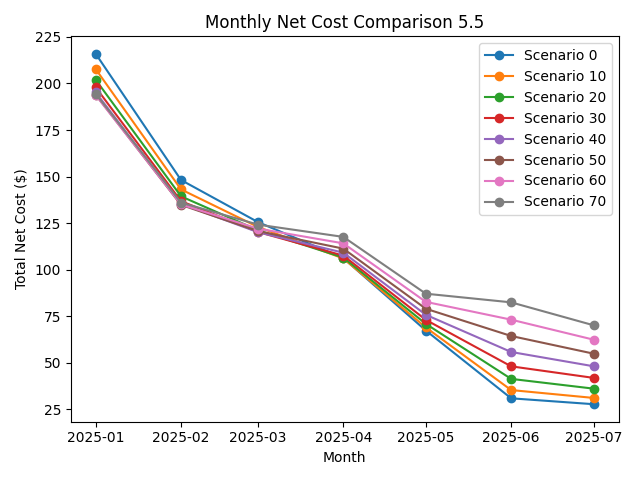 Monthly Net Cost Comparison 5.5
Total Net Cost ($)
225
200
175
150
125
100
75
50
25
Scenario 0
Scenario 10
Scenario 20
Scenario 30
Scenario 40
Scenario 50
Scenario 60
Scenario 70
2025-01 2025-02 2025-03 2025-04 2025-05 2025-06 2025-07
Month